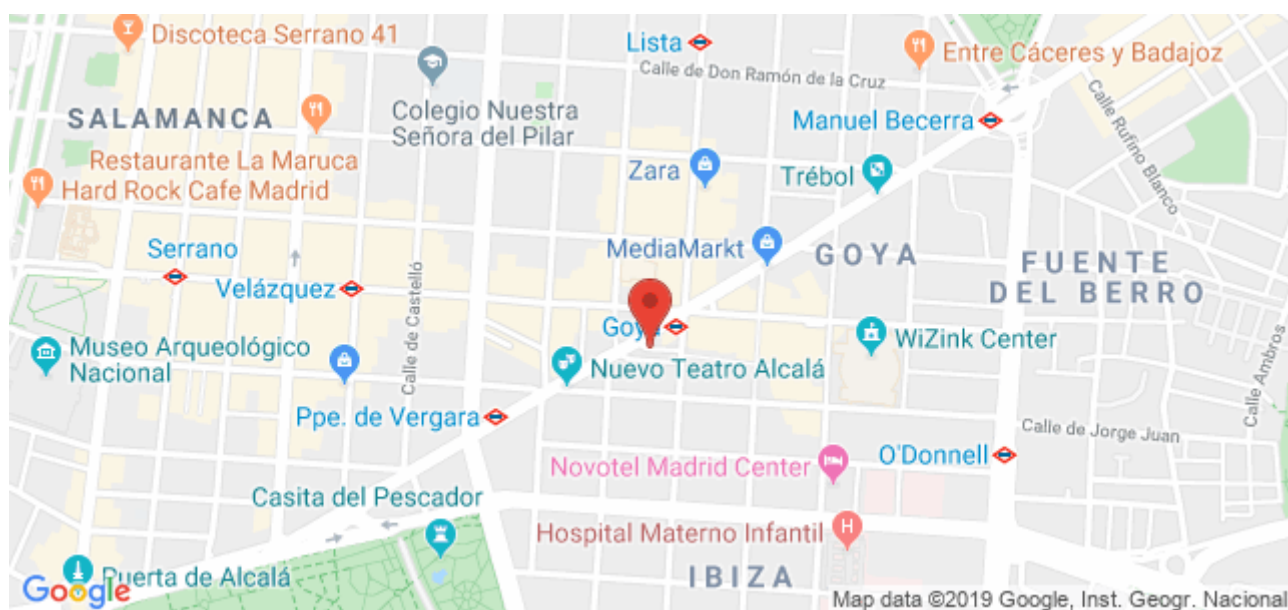 Discoteca Serrano 41
Lista
Entre Cáceres y Badajoz
Calle de Don Ramón de la Cruz
Calle Rufino Blanco
SALAMANCA
Colegio Nuestra
Señora del Pilar
Manuel Becerra
Restaurante La Maruca
Zara
Trébol
Hard Rock Cafe Madrid
Serrano
MediaMarkt
GOYA
FUENTE
DEL BERRO
Velázquez
Calle de Castelló
Goya
WiZink Center
Museo Arqueológico
Nacional
Nuevo Teatro Alcalá
Calle Ambros
Ppe. de Vergara
Calle de Jorge Juan
O'Donnell
Novotel Madrid Center
Casita del Pescador
Hospital Materno Infantil
H
Puerta de Alcalá
IBIZA
Google
Map data ©2019 Google, Inst. Geogr. Nacional